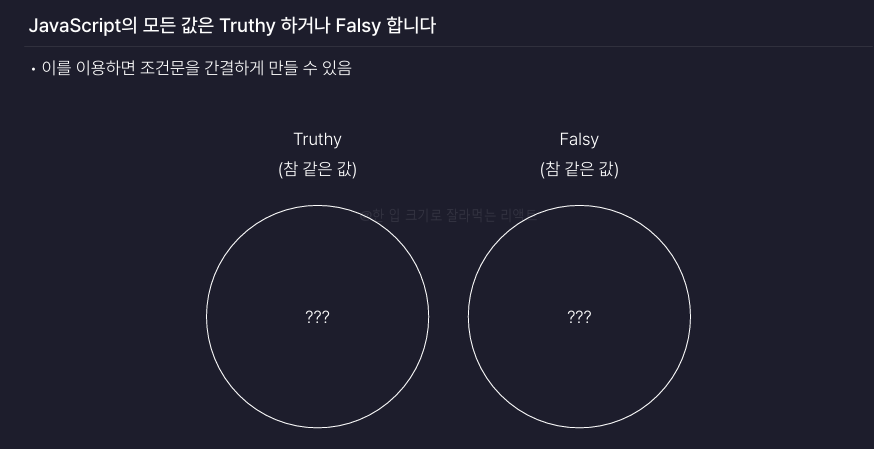 JavaScript의 모든 값은 Truthy 하거나 Falsy 합니다
• 이를 이용하면 조건문을 간결하게 만들 수 있음
Truthy
(참 같은 값)
Falsy
(참 같은 값)
한 입 크기로 잘라먹는 리액트
???
???